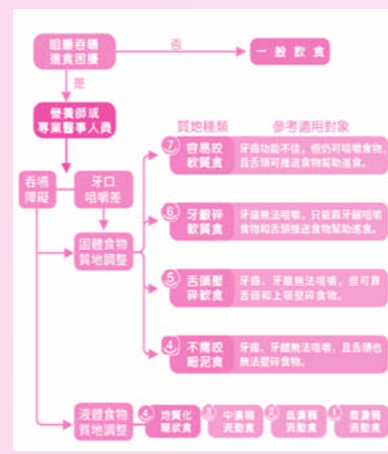 咀嚼吞嚥
進食困擾
否
一般飲食
是
營養師或
專業醫事人員
質地種類
參考適用對象
吞嚥
障礙
牙口
咀嚼差
7
容易咬
軟質食
牙齒功能不佳，但仍可咀嚼食物，
且舌頭可推送食物幫助進食。
6
牙齦碎
軟質食
牙齒無法咀嚼，只能靠牙齦咀嚼
食物和舌頭推送食物幫助進食。
固體食物
質地調整
5
舌頭壓
碎軟食
牙齒、牙齦無法咀嚼，但可靠
舌頭和上顎壓碎食物。
4
不需咬
細泥食
牙齒、牙齦無法咀嚼，且舌頭也
無法壓碎食物。
液體食物
質地調整
4
均質化
糊狀食
3
中濃稠
流動食
2
低濃稠
流動食
1
微濃稠
流動食